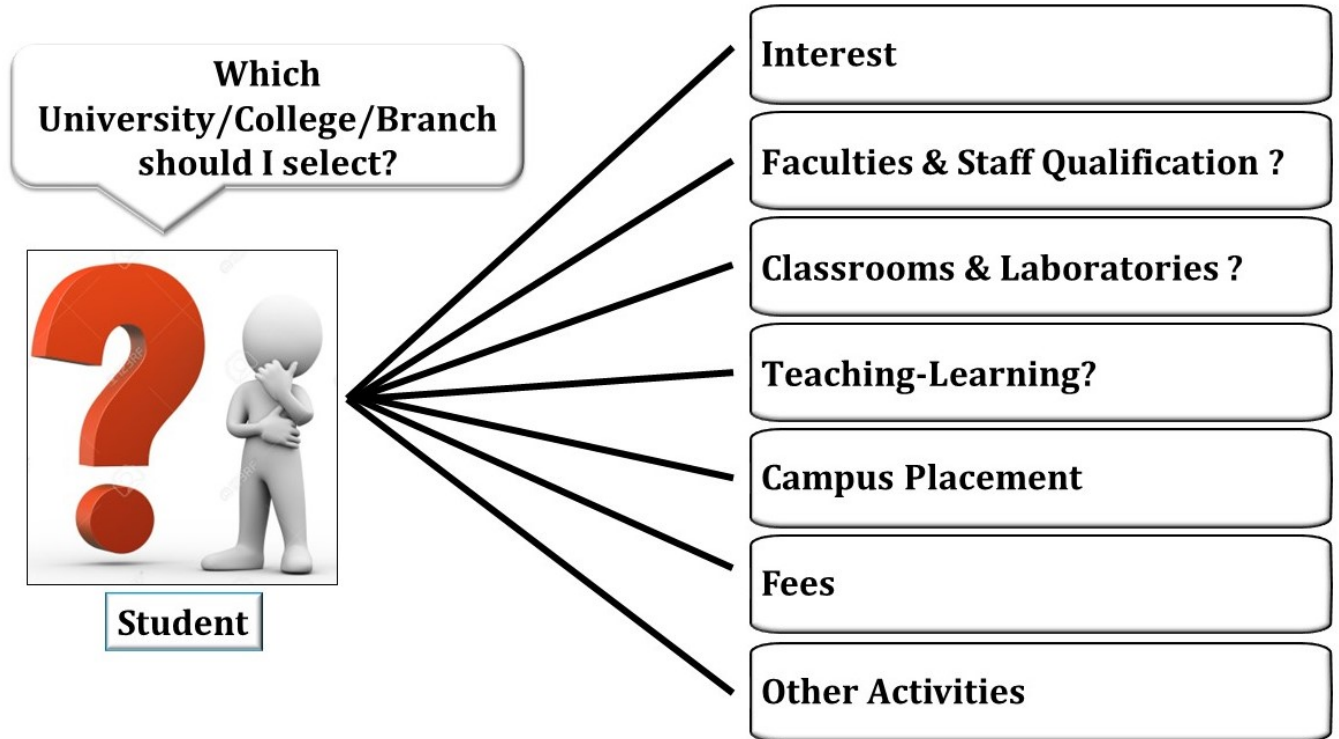 Which
University/College/Branch
should I select?
Student
Interest
Faculties & Staff Qualification ?
Classrooms & Laboratories ?
Teaching-Learning?
Campus Placement
Fees
Other Activities